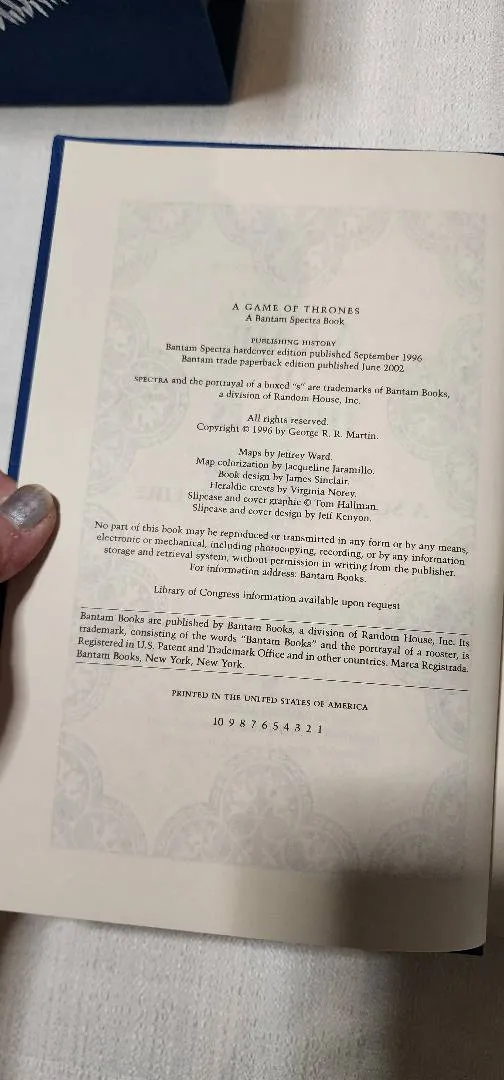 A GAME OF THRONES
A Bantam Spectra Book
PUBLISHING HISTORY
Bantam Spectra hardcover edition published September 1996
Bantam trade paperback edition published June 2002
SPECTRA and the portrayal of a boxed "s" are trademarks of Bantam Books,
a division of Random House, Inc.
All rights reserved.
Copyright © 1996 by George R. R. Martin.
Maps by Jeffrey Ward.
Map colorization by Jacqueline Jaramillo.
Book design by James Sinclair.
Heraldic crests by Virginia Norey.
Slipcase and cover graphic © Tom Hallman.
Slipcase and cover design by Jeff Kenyon.
No part of this book may be reproduced or transmitted in any form or by any means,
electronic or mechanical, including photocopying, recording, or by any information
storage and retrieval system, without permission in writing from the publisher.
For information address: Bantam Books.
Library of Congress information available upon request
Bantam Books are published by Bantam Books, a division of Random House, Inc. Its
trademark, consisting of the words "Bantam Books" and the portrayal of a rooster, is
Registered in U.S. Patent and Trademark Office and in other countries. Marca Registrada.
Bantam Books, New York, New York.
PRINTED IN THE UNITED STATES OF AMERICA
10 9 8 7 6 5 4 3 2 1